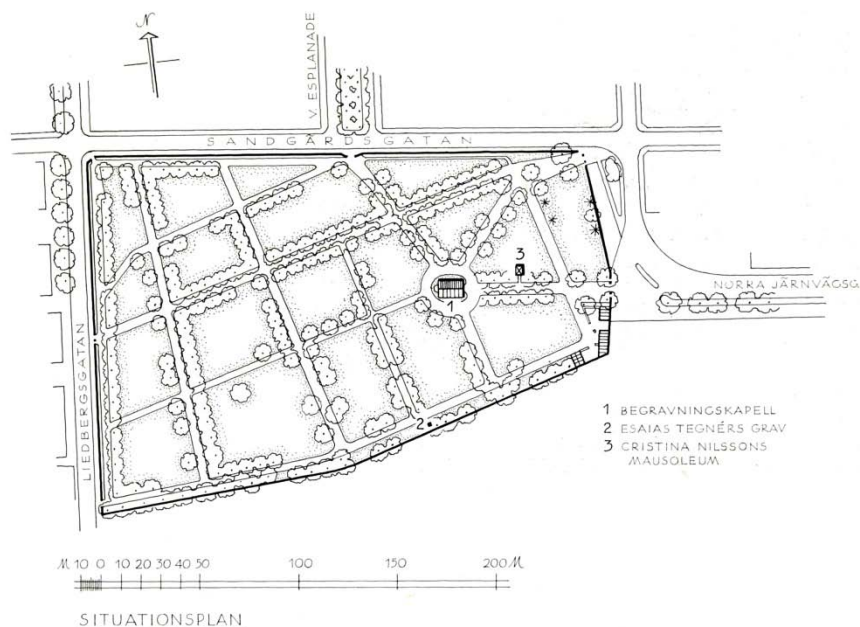 N
V. ESPLANADE
SANDGÄRDSGATAN
3
1
NORRA JÄRNVÄGSG
LIEDBERGSGATAN
2
1 BEGRAVNINGSKAPELL
2 ESAIAS TEGNÉRS GRAV
3 CRISTINA NILSSONS
MAUSOLEUM
M 10 0 10 20 30 40 50 100 150 200 M
SITUATIONSPLAN